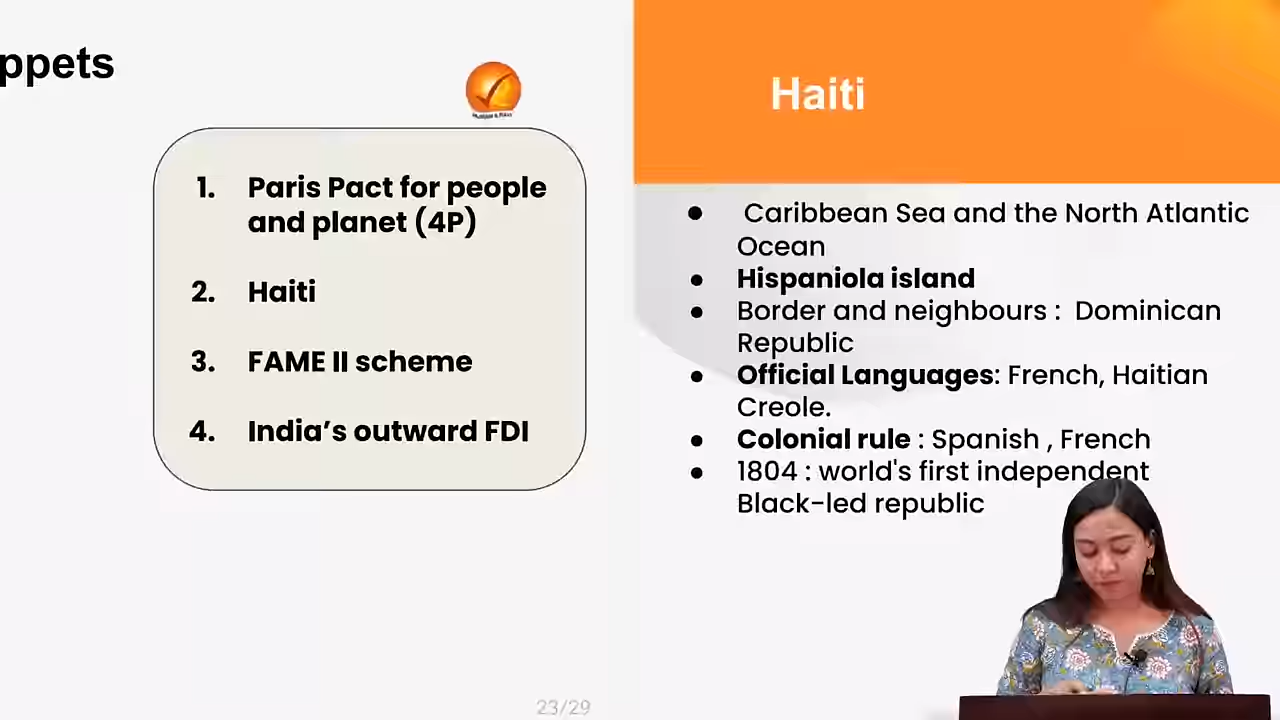 ppets
1. Paris Pact for people
and planet (4P)
2. Haiti
3. FAME II scheme
4. India’s outward FDI
23/29
Haiti
● Caribbean Sea and the North Atlantic
Ocean
● Hispaniola island
● Border and neighbours : Dominican
Republic
● Official Languages: French, Haitian
Creole.
● Colonial rule : Spanish , French
● 1804 : world's first independent
Black-led republic